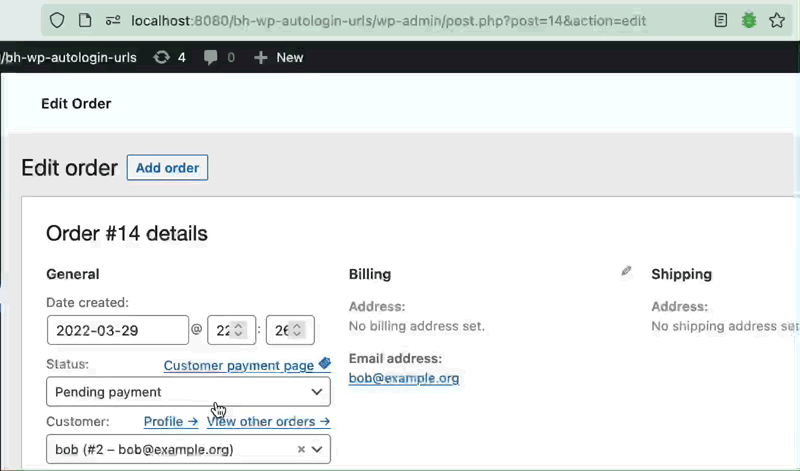 localhost:8080/bh-wp-autologin-urls/wp-admin/post.php?post=14&action=edit
/bh-wp-autologin-urls 4 0 New
Edit Order
Edit order Add order
Order #14 details
General Billing Shipping
Date created: Address: Address:
2022-03-29 @ 22 : 26 No billing address set. No shipping address set
Status: Customer payment page Email address:
Pending payment bob@example.org
Customer: Profile → View other orders →
bob (#2 – bob@example.org) ×